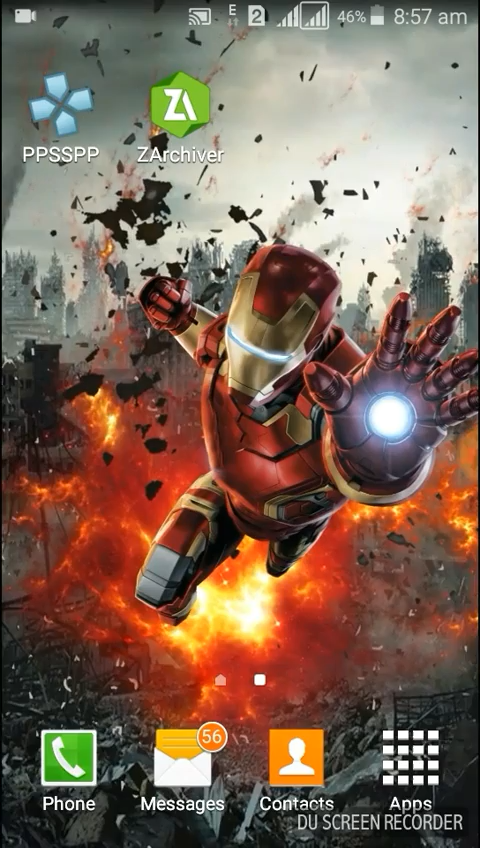 E 2 46% 8:57 am
ZA
PPSSPP ZArchiver
56
Phone Messages Contacts Apps
DU SCREEN RECORDER